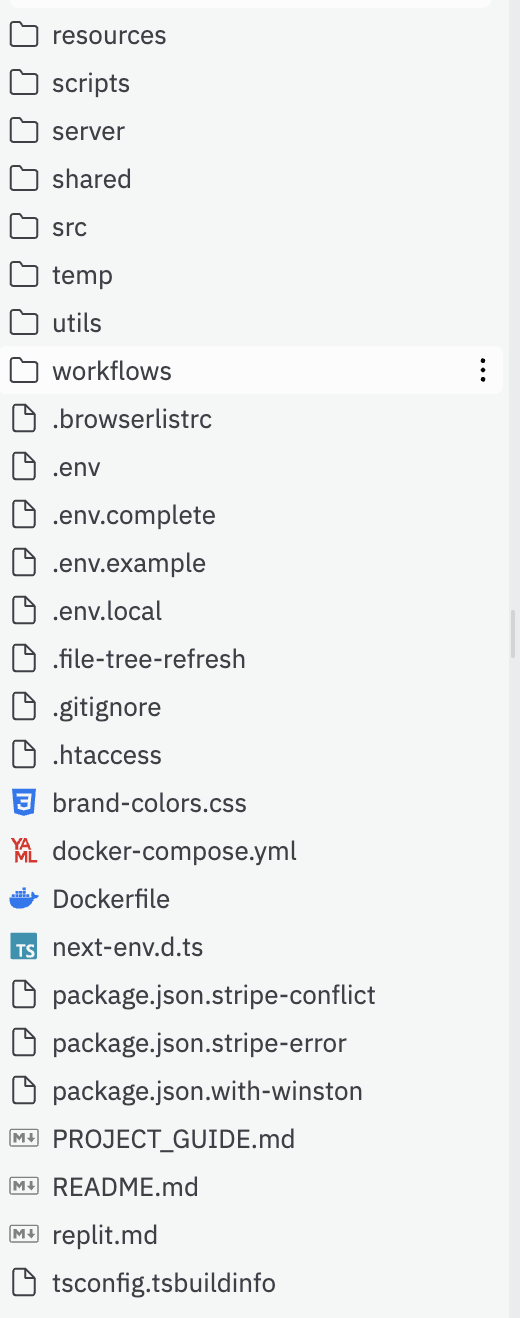 resources
scripts
server
shared
src
temp
utils
workflows
.browserlistrc
.env
.env.complete
.env.example
.env.local
.file-tree-refresh
.gitignore
.htaccess
brand-colors.css
YAML docker-compose.yml
Dockerfile
TS next-env.d.ts
package.json.stripe-conflict
package.json.stripe-error
package.json.with-winston
M↓ PROJECT_GUIDE.md
M↓ README.md
M↓ replit.md
tsconfig.tsbuildinfo